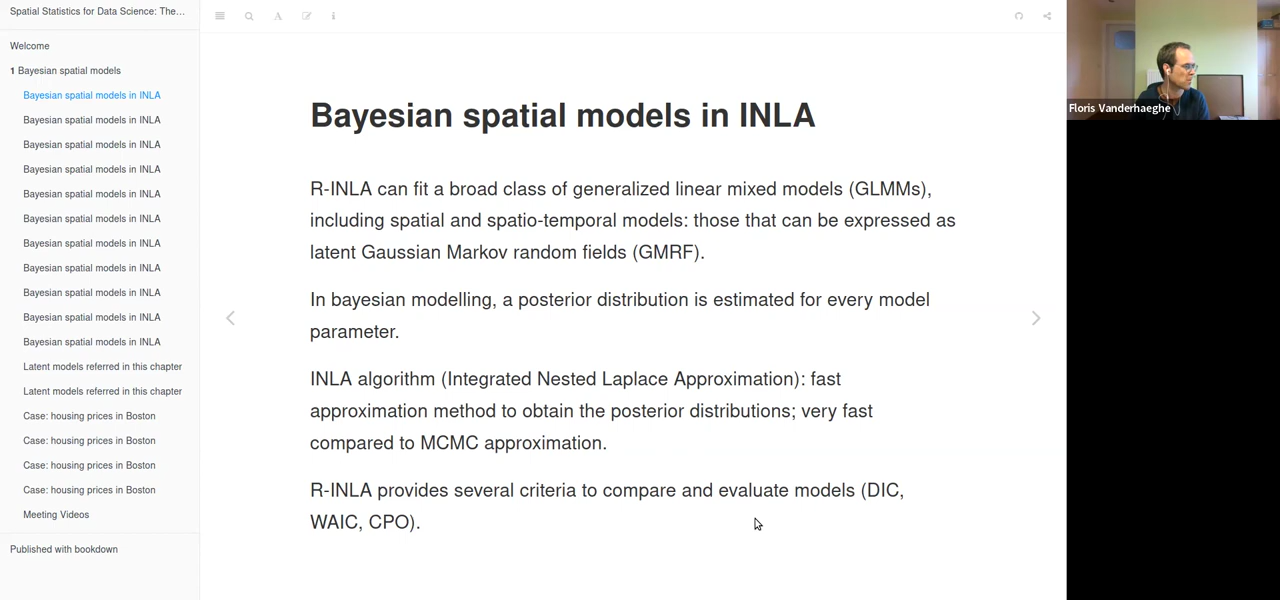 Spatial Statistics for Data Science: The...
Welcome
1 Bayesian spatial models
Bayesian spatial models in INLA
Bayesian spatial models in INLA
Bayesian spatial models in INLA
Bayesian spatial models in INLA
Bayesian spatial models in INLA
Bayesian spatial models in INLA
Bayesian spatial models in INLA
Bayesian spatial models in INLA
Bayesian spatial models in INLA
Bayesian spatial models in INLA
Bayesian spatial models in INLA
Latent models referred in this chapter
Latent models referred in this chapter
Case: housing prices in Boston
Case: housing prices in Boston
Case: housing prices in Boston
Case: housing prices in Boston
Meeting Videos
Published with bookdown
Bayesian spatial models in INLA
R-INLA can fit a broad class of generalized linear mixed models (GLMMs),
including spatial and spatio-temporal models: those that can be expressed as
latent Gaussian Markov random fields (GMRF).
In bayesian modelling, a posterior distribution is estimated for every model
parameter.
INLA algorithm (Integrated Nested Laplace Approximation): fast
approximation method to obtain the posterior distributions; very fast
compared to MCMC approximation.
R-INLA provides several criteria to compare and evaluate models (DIC,
WAIC, CPO).
Floris Vanderhaeghe